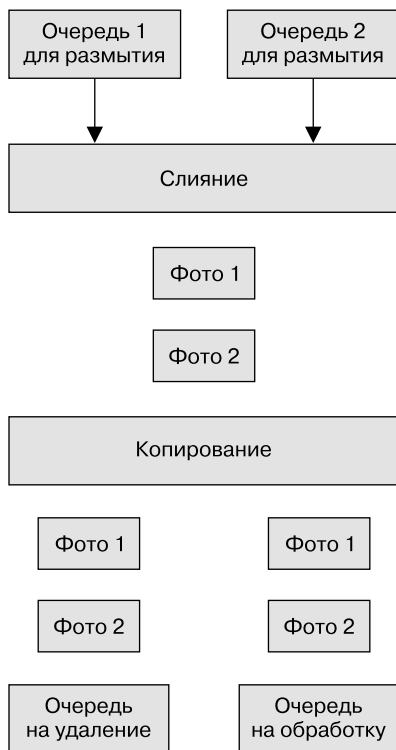 Очередь 1
для размытия
Очередь 2
для размытия
Слияние
Фото 1
Фото 2
Копирование
Фото 1
Фото 1
Фото 2
Фото 2
Очередь
на удаление
Очередь
на обработку